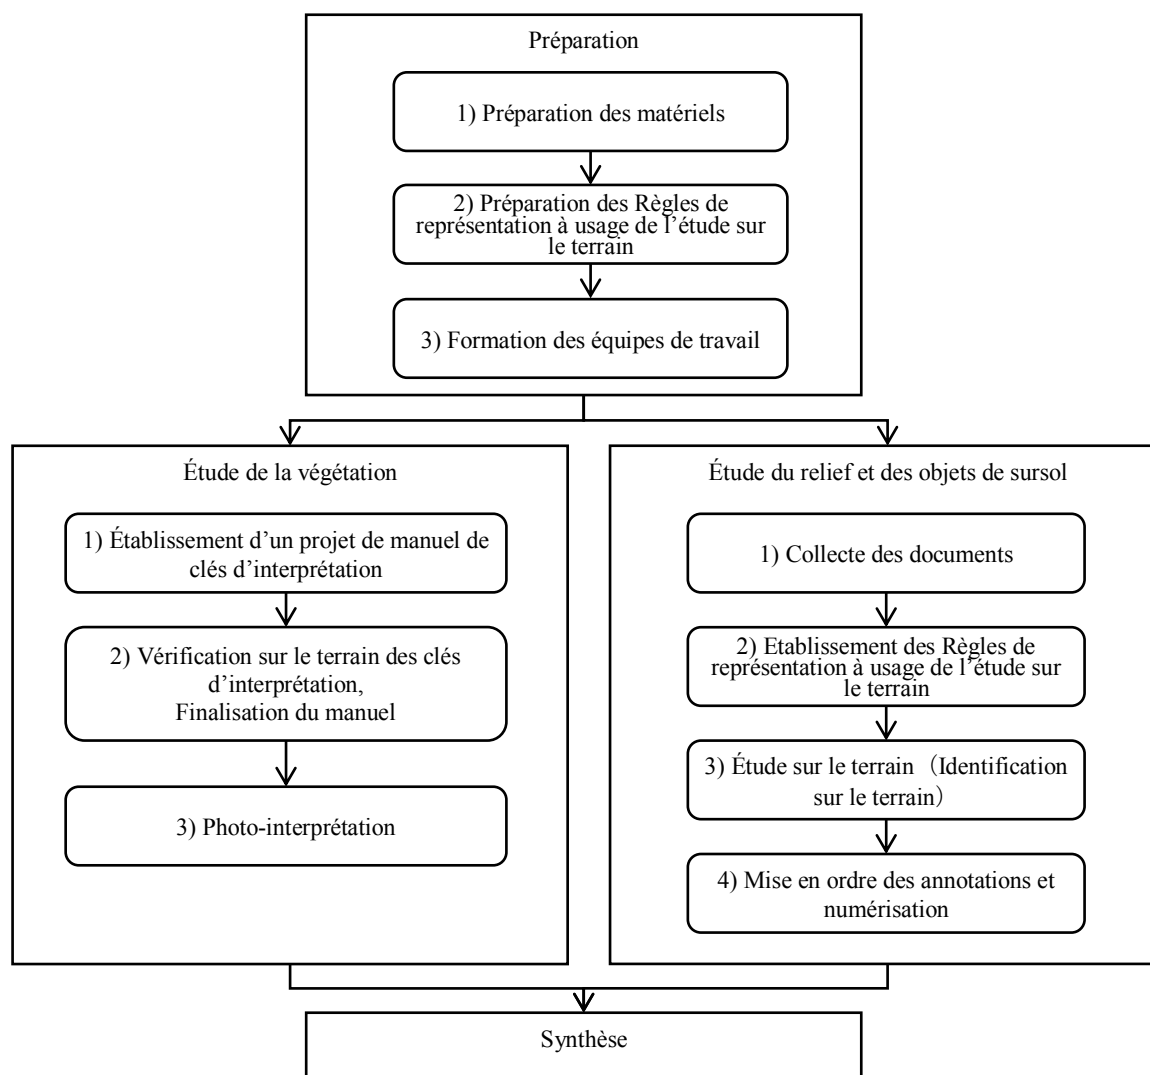 Préparation
1) Préparation des matériels
2) Préparation des Règles de
représentation à usage de l’étude sur
le terrain
3) Formation des équipes de travail
Étude de la végétation
1) Établissement d’un projet de manuel de
clés d’interprétation
2) Vérification sur le terrain des clés
d’interprétation,
Finalisation du manuel
3) Photo-interprétation
Étude du relief et des objets de sursol
1) Collecte des documents
2) Etablissement des Règles de
représentation à usage de l’étude sur
le terrain
3) Étude sur le terrain（Identification
sur le terrain）
4) Mise en ordre des annotations et
numérisation
Synthèse